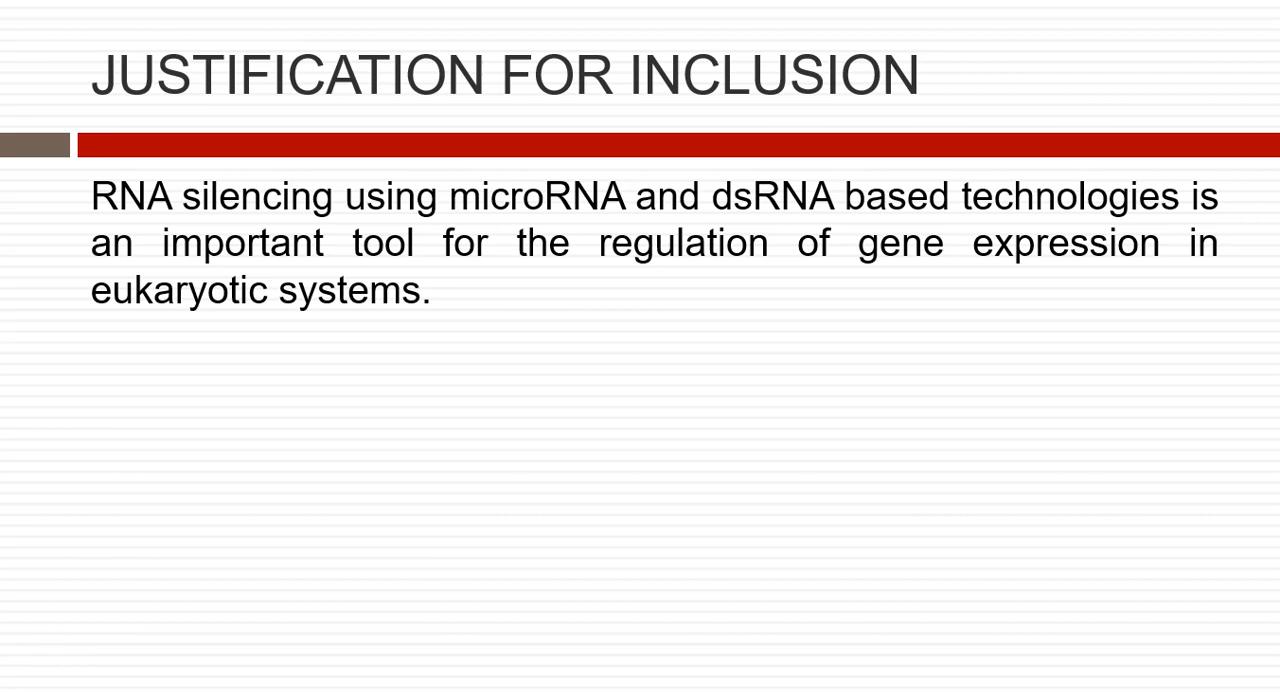 JUSTIFICATION FOR INCLUSION
RNA silencing using microRNA and dsRNA based technologies is
an important tool for the regulation of gene expression in
eukaryotic systems.